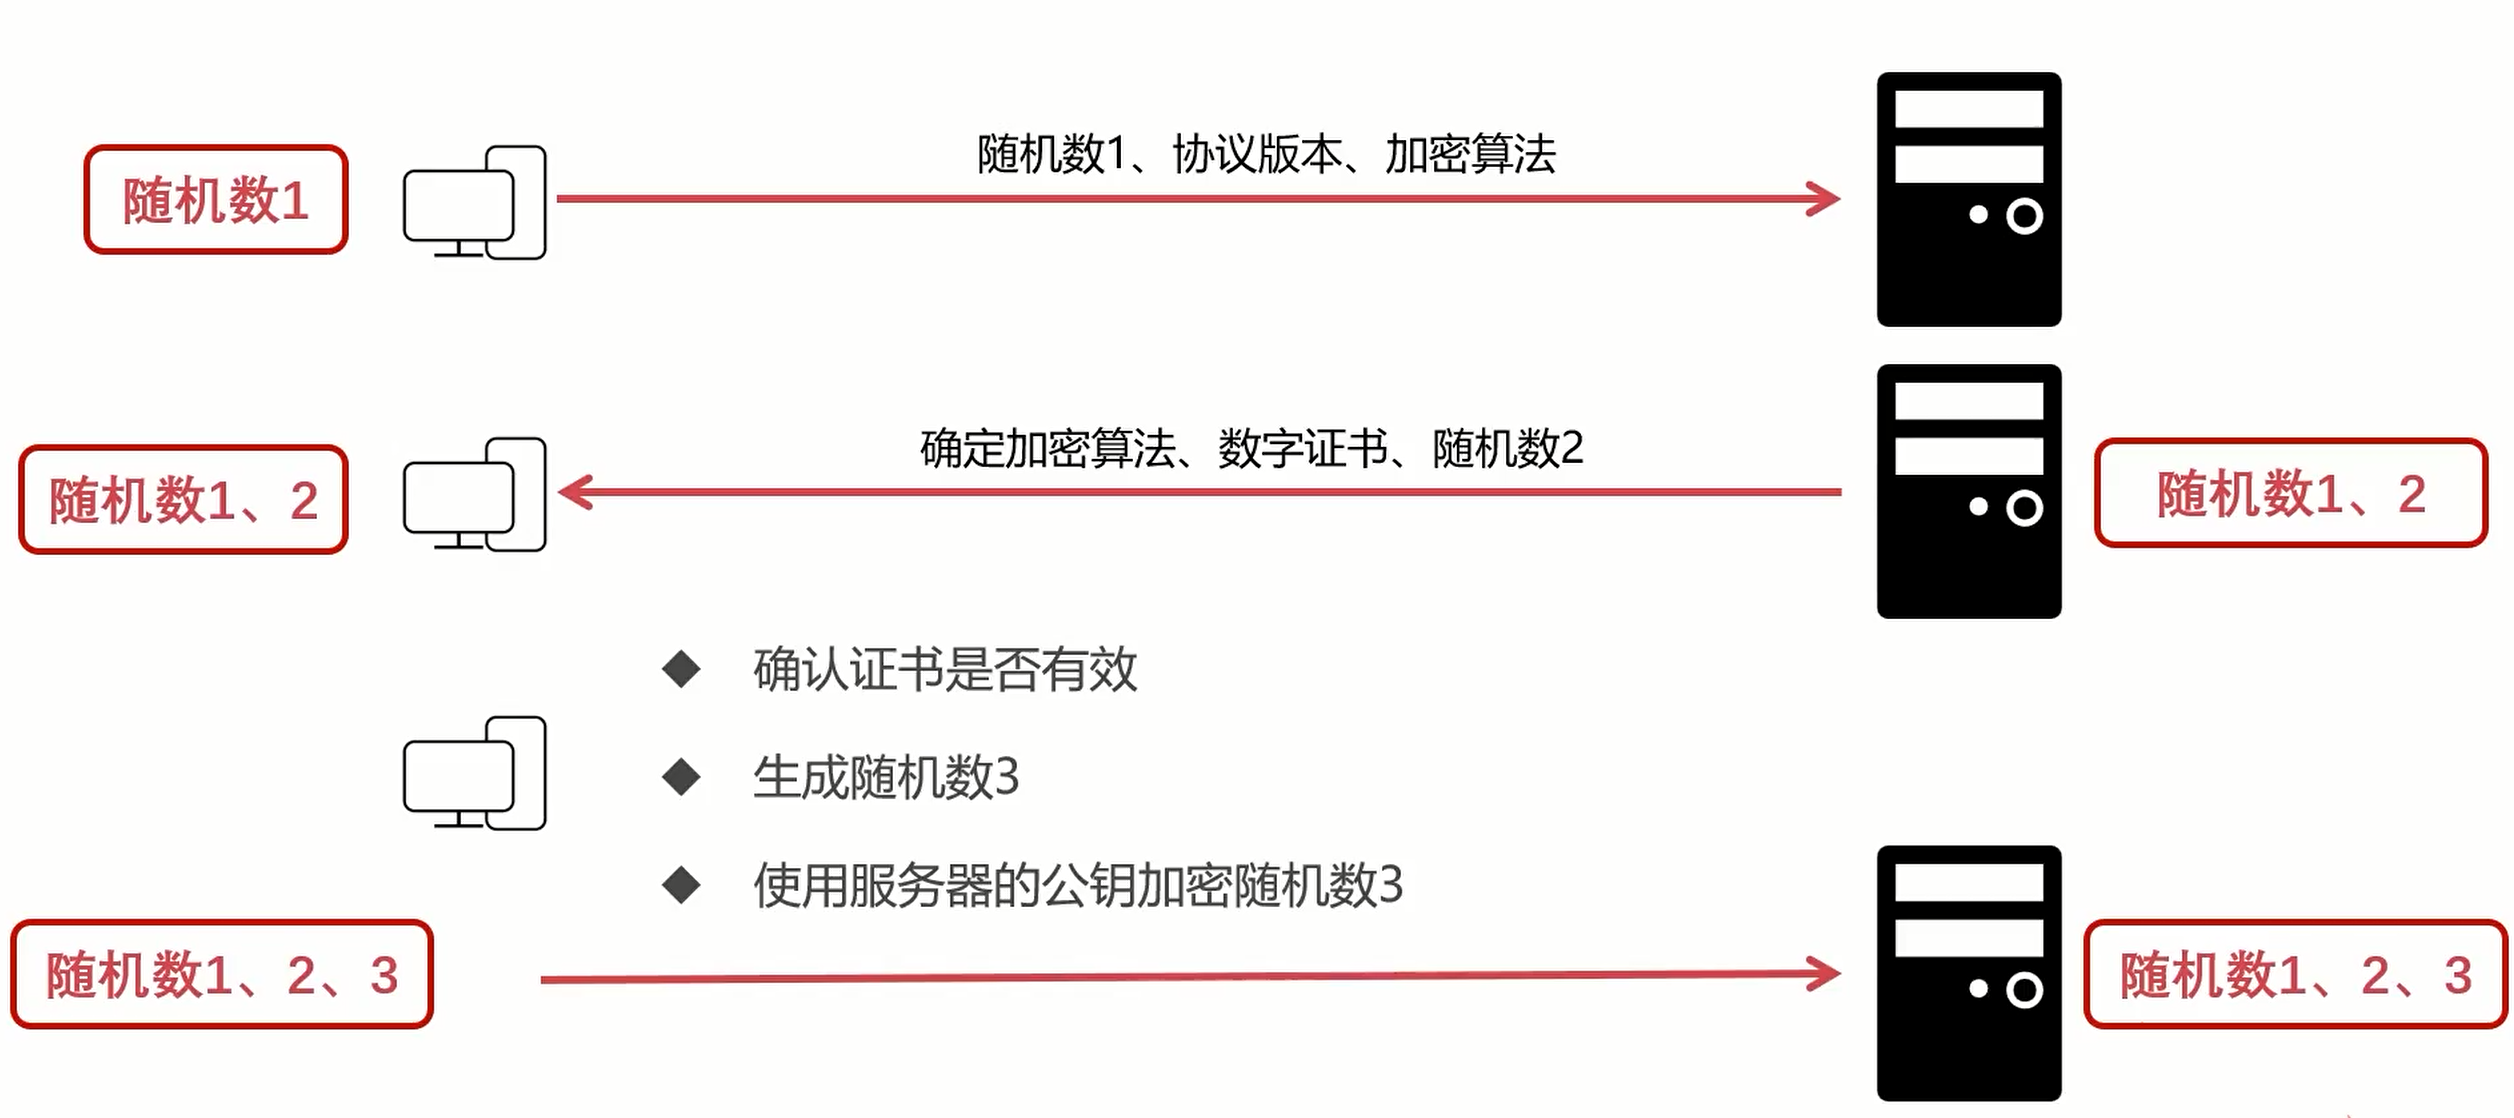 随机数1、协议版本、加密算法
随机数1
确定加密算法、数字证书、随机数2
随机数1、2
随机数1、2
确认证书是否有效
生成随机数3
使用服务器的公钥加密随机数3
随机数1、2、3
随机数1、2、3